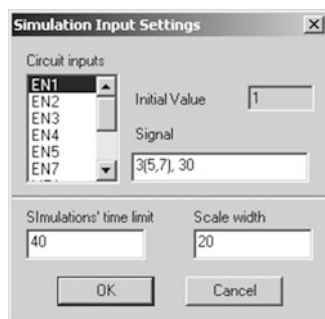 Simulation Input Settings
Circuit inputs
EN1
EN2
EN3
EN4
EN5
EN7
Initial Value
1
Signal
3(5,7), 30
SImulations' time limit
Scale width
40
20
OK
Cancel